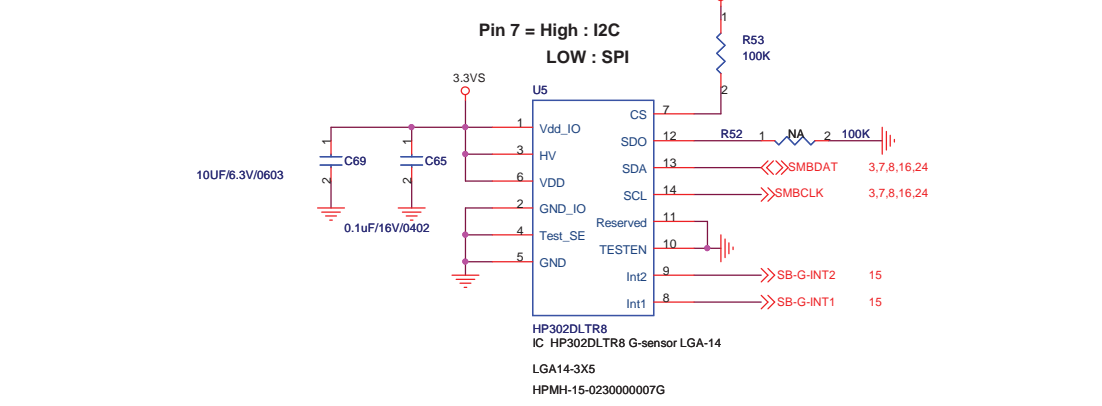 Pin 7 = High : I2C
LOW : SPI
3.3VS
U5
1
R53
100K
2
1 Vdd_IO
3 HV
6 VDD
2 GND_IO
4 Test_SE
5 GND
CS 7
SDO 12
SDA 13
SCL 14
Reserved 11
TESTEN 10
Int2 9
Int1 8
R52 1 NA 2 100K
SMBDAT 3,7,8,16,24
SMBCLK 3,7,8,16,24
SB-G-INT2 15
SB-G-INT1 15
1
C69
2
10UF/6.3V/0603
1
C65
2
0.1uF/16V/0402
HP302DLTR8
IC HP302DLTR8 G-sensor LGA-14
LGA14-3X5
HPMH-15-0230000007G